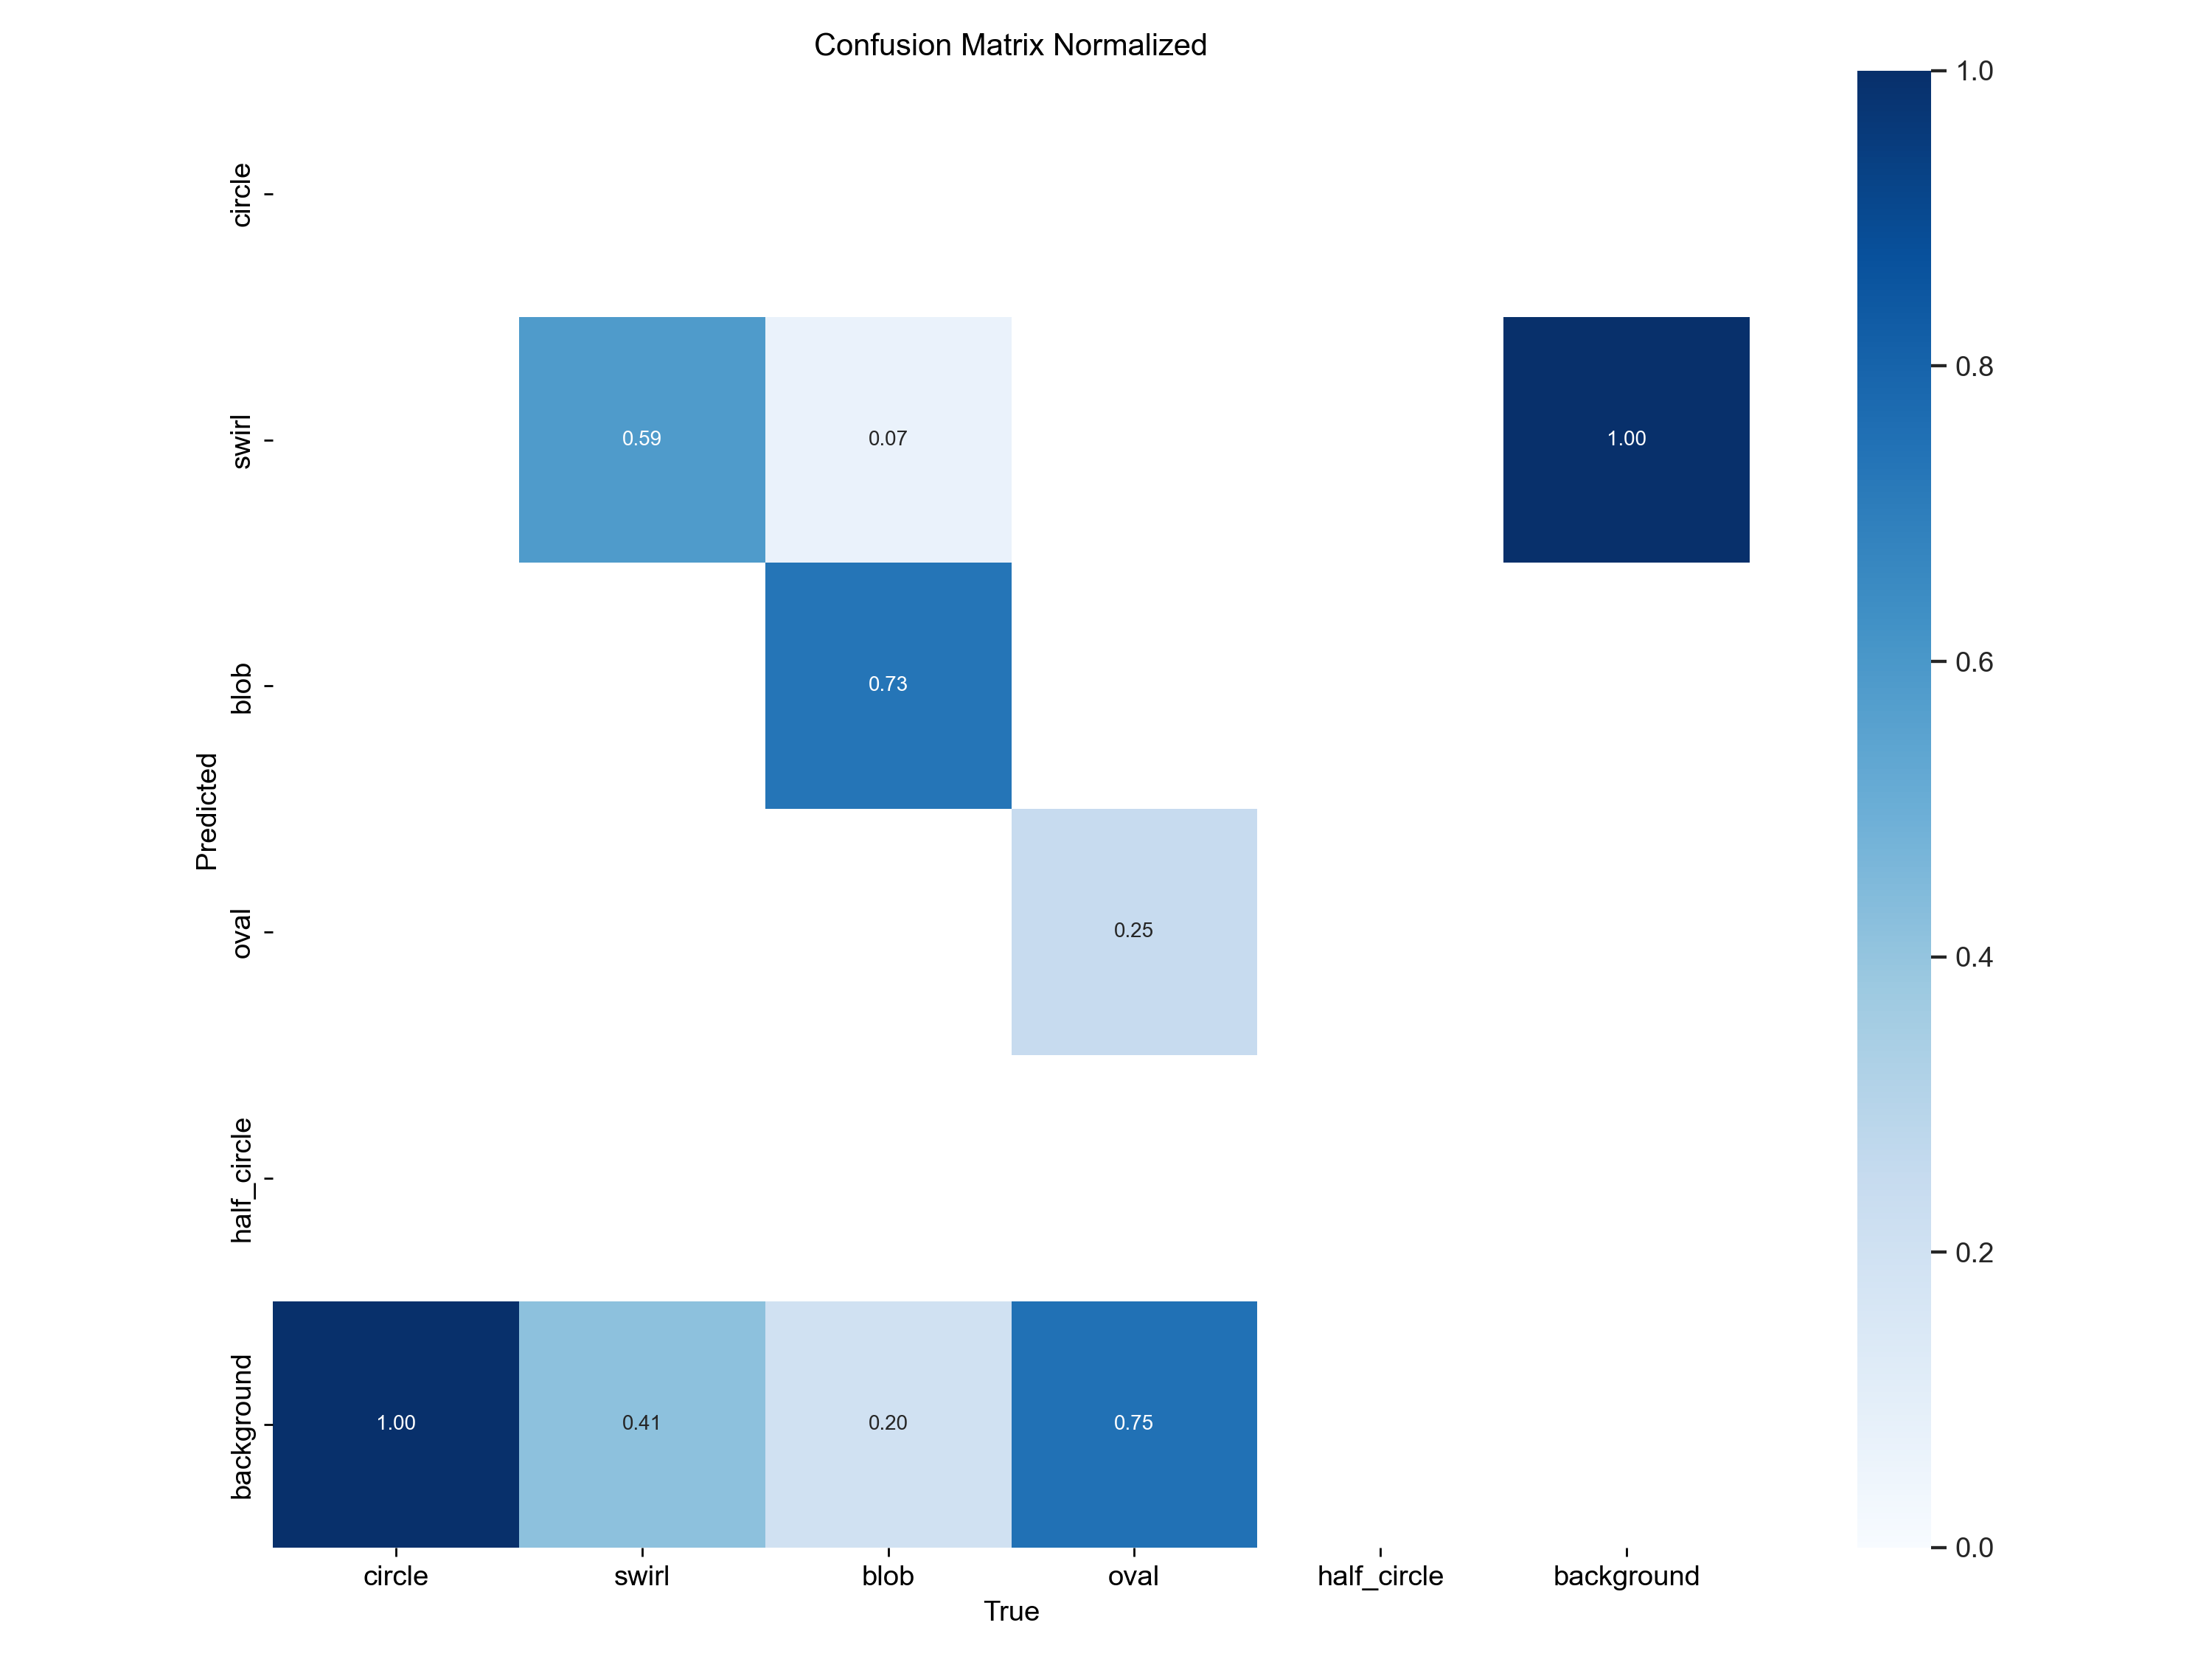 Confusion Matrix Normalized
1.0
circle
0.8
swirl
0.59
0.07
1.00
0.6
blob
0.73
Predicted
0.4
oval
0.25
half_circle
0.2
background
1.00
0.41
0.20
0.75
0.0
circle
swirl
blob
oval
half_circle
background
True